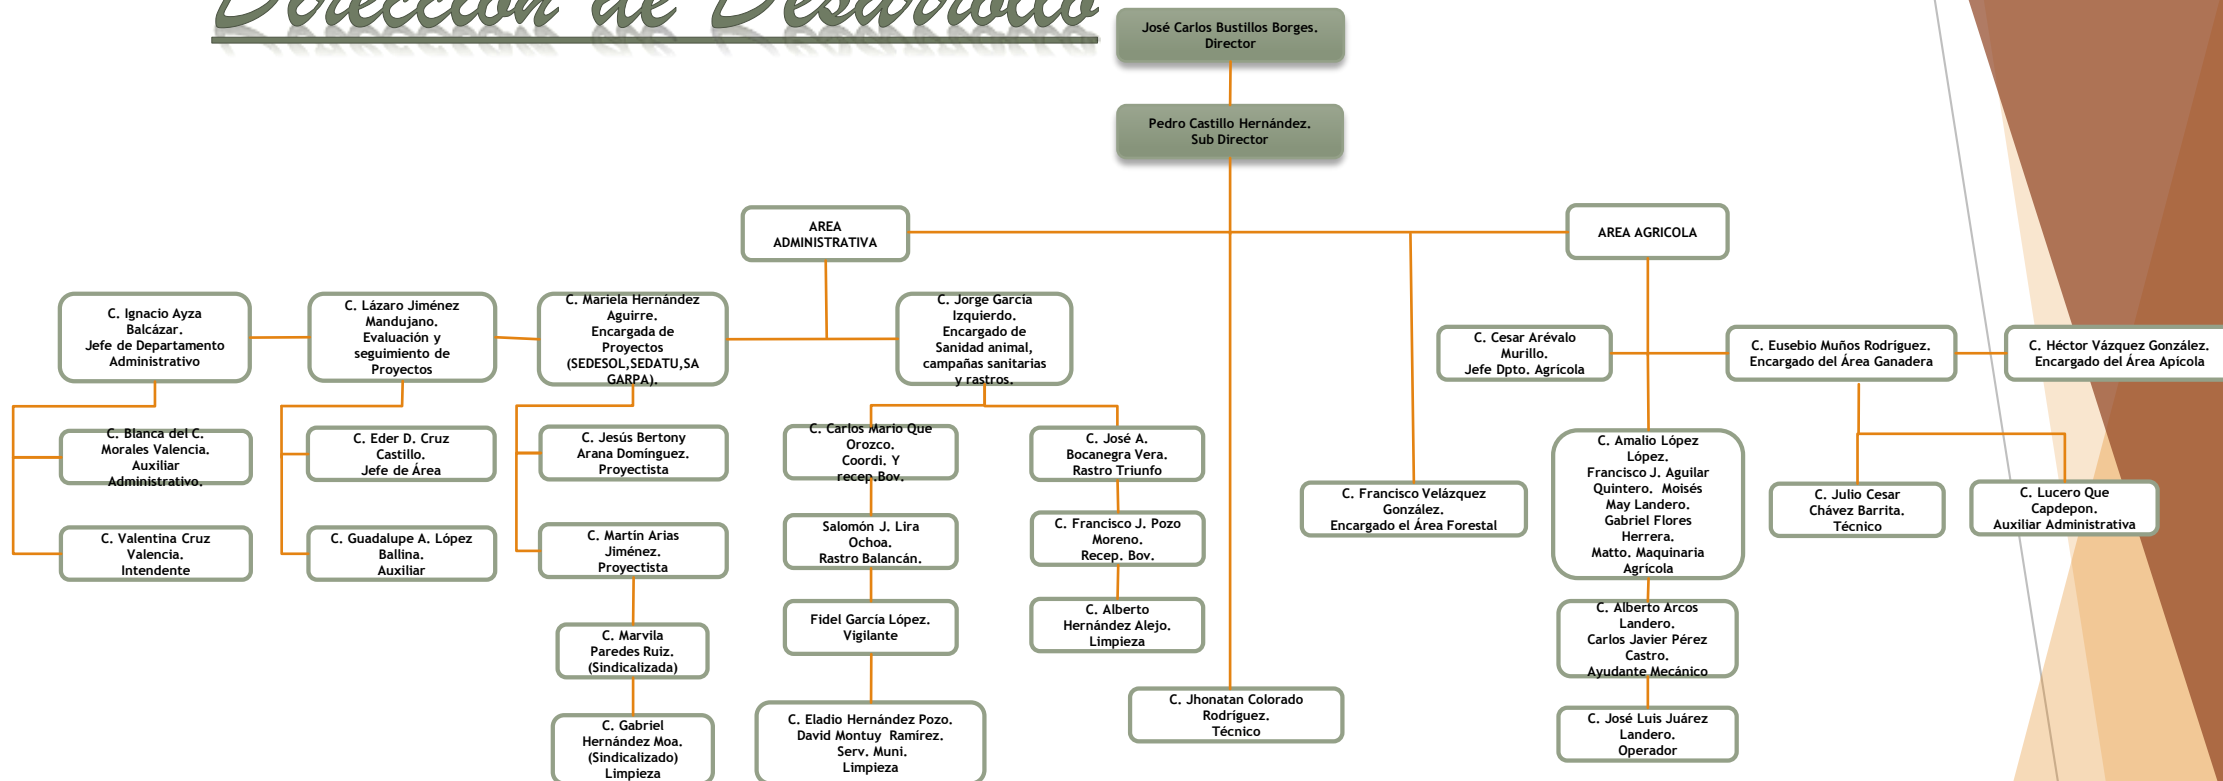 Dirección de Desarrollo
José Carlos Bustillos Borges.
Director
Pedro Castillo Hernández.
Sub Director
AREA
ADMINISTRATIVA
AREA AGRICOLA
C. Ignacio Ayza
Balcázar.
Jefe de Departamento
Administrativo
C. Lázaro Jiménez
Mandujano.
Evaluación y
seguimiento de
Proyectos
C. Mariela Hernández
Aguirre.
Encargada de
Proyectos
(SEDESOL,SEDATU,SA
GARPA).
C. Jorge García
Izquierdo.
Encargado de
Sanidad animal,
campañas sanitarias
y rastros.
C. Cesar Arévalo
Murillo.
Jefe Dpto. Agrícola
C. Eusebio Muños Rodríguez.
Encargado del Área Ganadera
C. Héctor Vázquez González.
Encargado del Área Apícola
C. Blanca del C.
Morales Valencia.
Auxiliar
Administrativo.
C. Eder D. Cruz
Castillo.
Jefe de Área
C. Jesús Bertony
Arana Domínguez.
Proyectista
C. Carlos Mario Que
Orozco.
Coordi. Y
recep.Bov.
C. José A.
Bocanegra Vera.
Rastro Triunfo
C. Amalio López
López.
Francisco J. Aguilar
Quintero.  Moisés
May Landero.
Gabriel Flores
Herrera.
Matto. Maquinaria
Agrícola
C. Francisco Velázquez
González.
Encargado el Área Forestal
C. Julio Cesar
Chávez Barrita.
Técnico
C. Lucero Que
Capdepon.
Auxiliar Administrativa
C. Valentina Cruz
Valencia.
Intendente
C. Guadalupe A. López
Ballina.
Auxiliar
C. Martín Arias
Jiménez.
Proyectista
Salomón J. Lira
Ochoa.
Rastro Balancán.
C. Francisco J. Pozo
Moreno.
Recep. Bov.
C. Marvila
Paredes Ruiz.
(Sindicalizada)
Fidel García López.
Vigilante
C. Alberto
Hernández Alejo.
Limpieza
C. Alberto Arcos
Landero.
Carlos Javier Pérez
Castro.
Ayudante Mecánico
C. Gabriel
Hernández Moa.
(Sindicalizado)
Limpieza
C. Eladio Hernández Pozo.
David Montuy  Ramírez.
Serv. Muni.
Limpieza
C. Jhonatan Colorado
Rodríguez.
Técnico
C. José Luis Juárez
Landero.
Operador